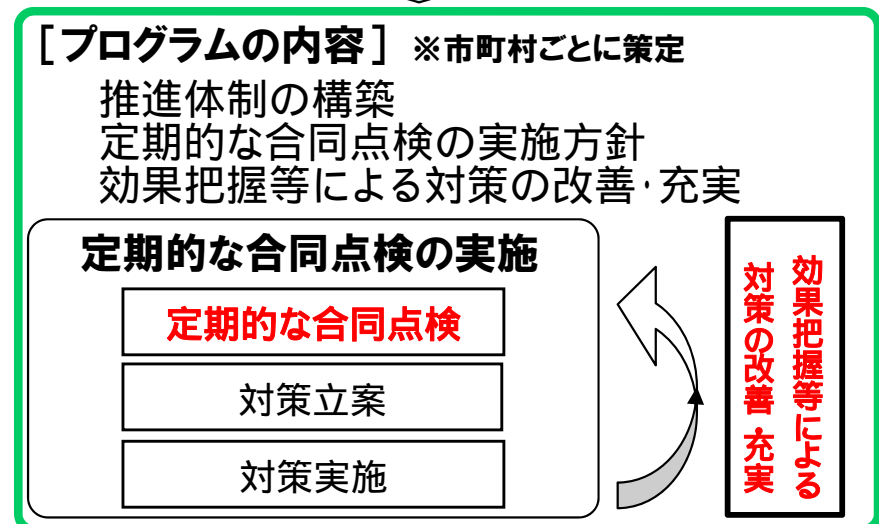 ［プログラムの内容］ ※市町村ごとに策定
推進体制の構築
定期的な合同点検の実施方針
効果把握等による対策の改善・充実
定期的な合同点検の実施
定期的な合同点検
対策立案
対策実施
効果把握等による
対策の改善・充実